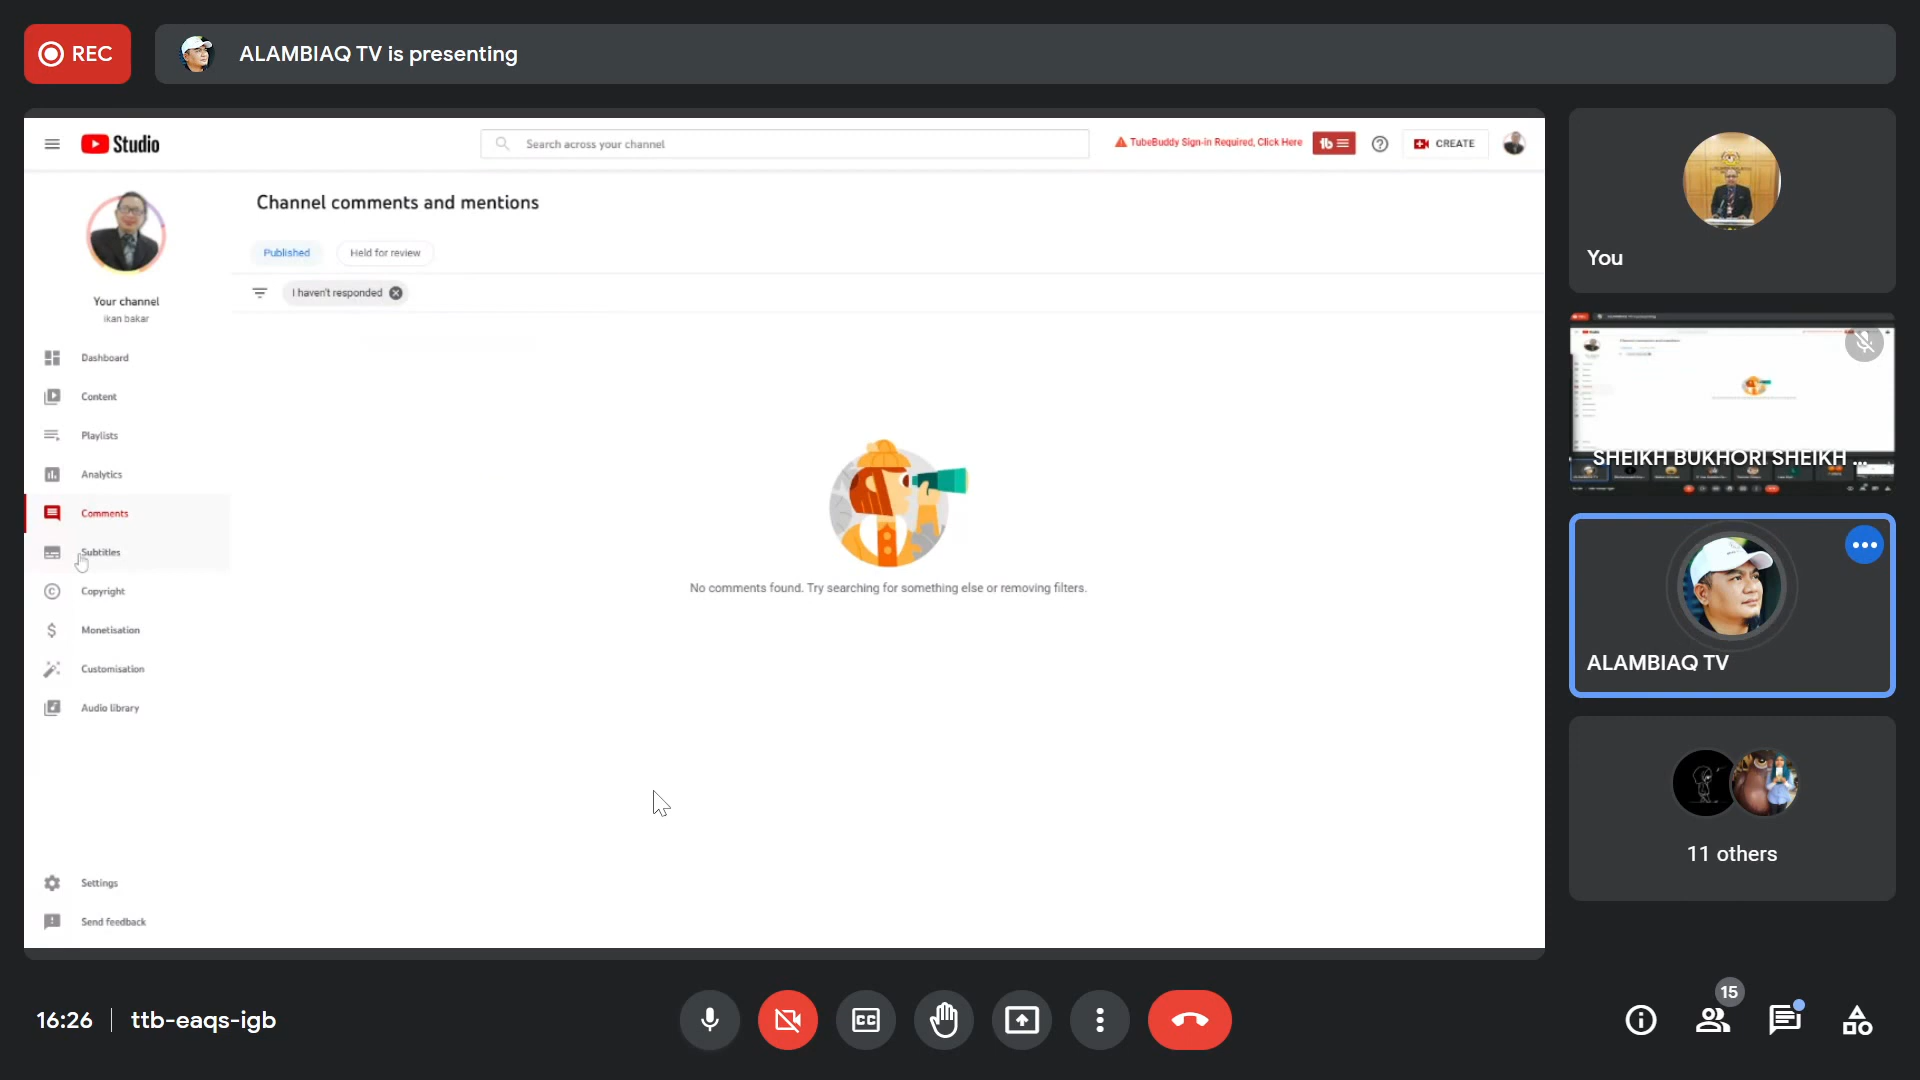 REC
ALAMBIAQ TV is presenting
Studio
Search across your channel
TubeBuddy Sign-in Required, Click Here
tb
CREATE
Channel comments and mentions
Published
Held for review
I haven't responded
Your channel
ikan bakar
Dashboard
Content
Playlists
Analytics
Comments
Subtitles
Copyright
Monetisation
Customisation
Audio library
No comments found. Try searching for something else or removing filters.
Settings
Send feedback
You
SHEIKH BUKHORI SHEIKH ...
ALAMBIAQ TV
11 others
16:26
ttb-eaqs-igb
CC
15